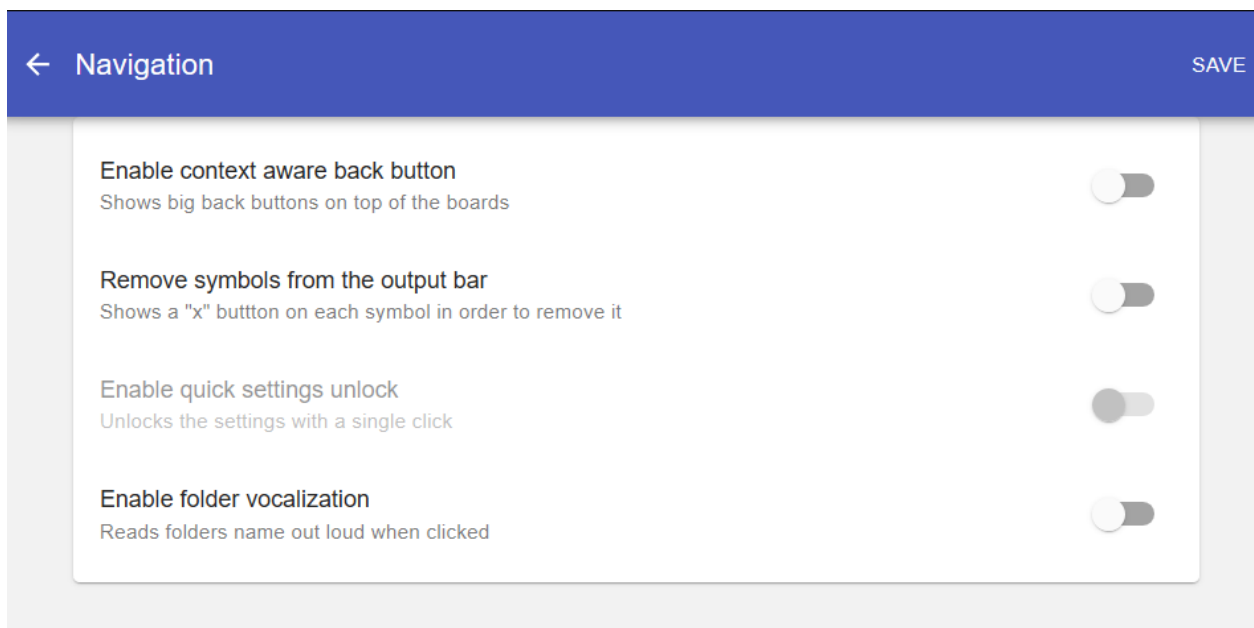 Navigation
SAVE
Enable context aware back button
Shows big back buttons on top of the boards
Remove symbols from the output bar
Shows a "x" buttton on each symbol in order to remove it
Enable quick settings unlock
Unlocks the settings with a single click
Enable folder vocalization
Reads folders name out loud when clicked